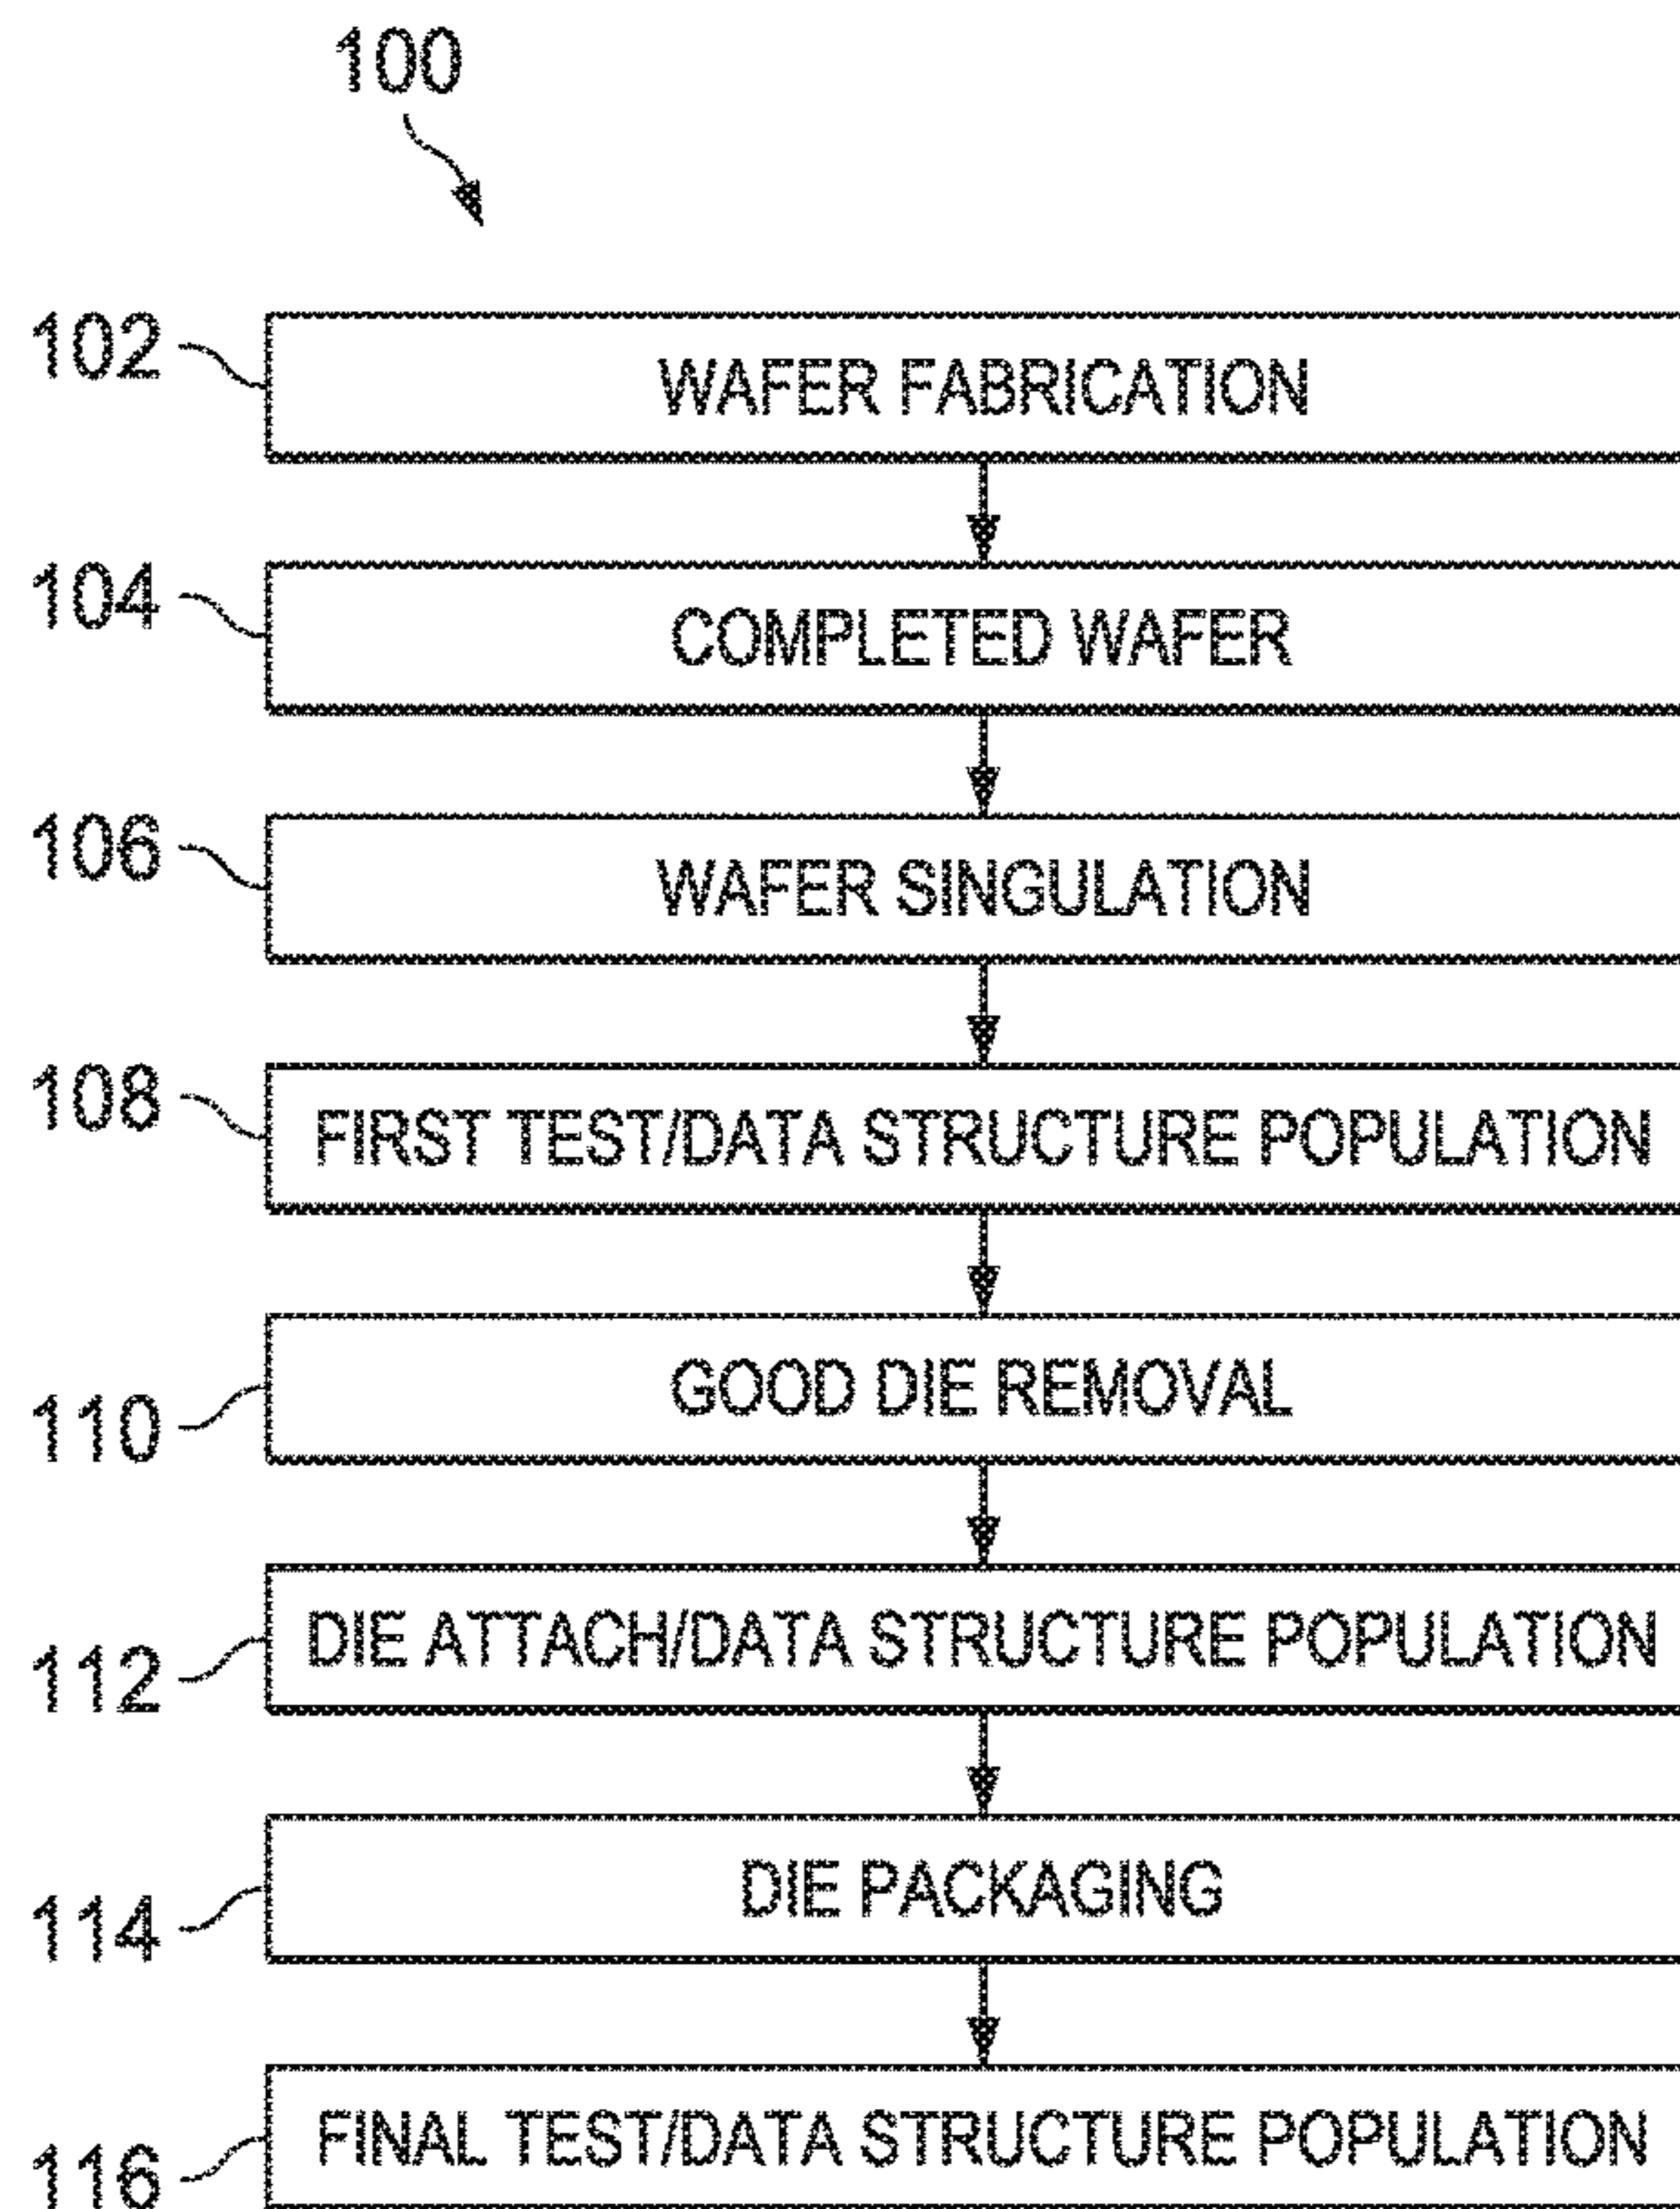 100
102 WAFER FABRICATION
104 COMPLETED WAFER
106 WAFER SINGULATION
108 FIRST TEST/DATA STRUCTURE POPULATION
110 GOOD DIE REMOVAL
112 DIE ATTACH/DATA STRUCTURE POPULATION
114 DIE PACKAGING
116 FINAL TEST/DATA STRUCTURE POPULATION